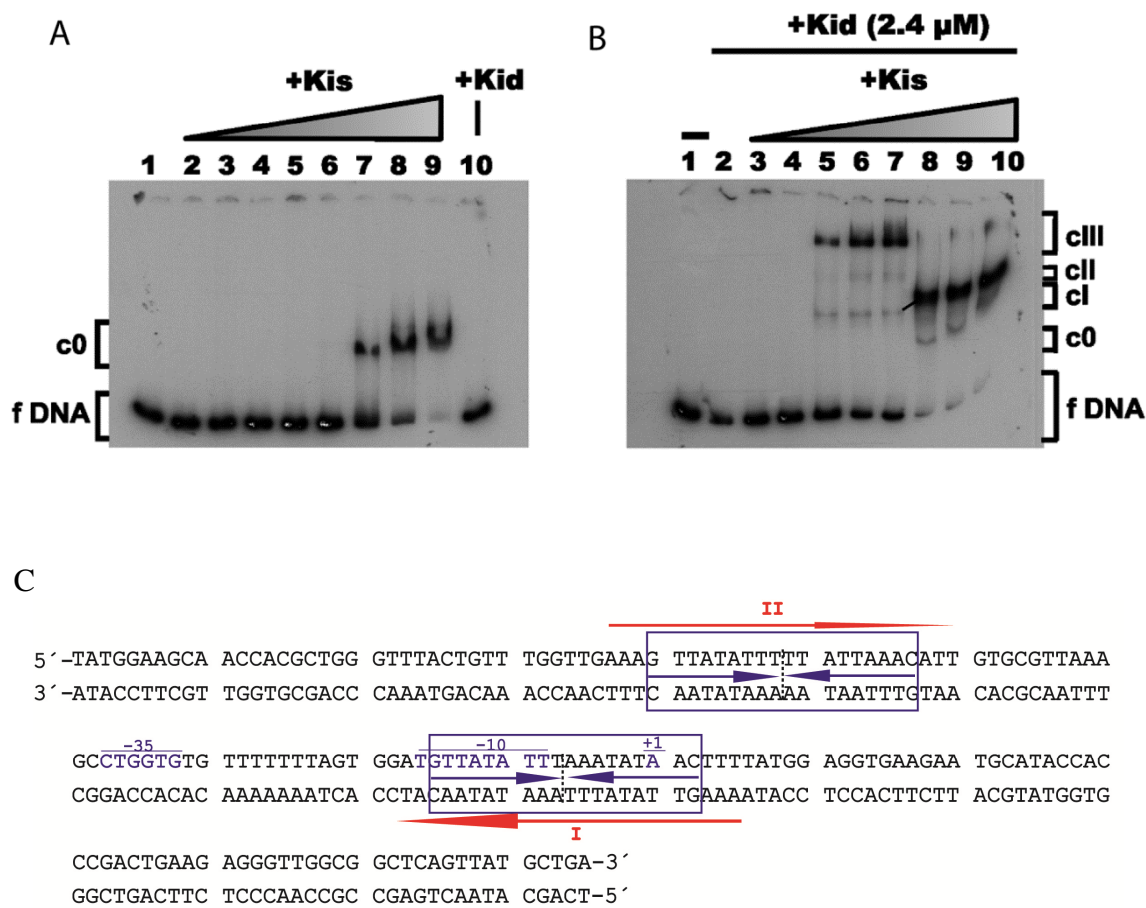 A
+Kis
+Kid
1 2 3 4 5 6 7 8 9 10
c0
f DNA
B
+Kid (2.4 µM)
+Kis
1 2 3 4 5 6 7 8 9 10
cIII
cII
cI
c0
f DNA
C
II
5´-TATGGAAGCA ACCACGCTGG GTTTACTGTT TGGTTGAAAG TTATATTTTT ATTAAACATT GTGCGTTAAA
3´-ATACCTTCGT TGGTGCGACC CAAATGACAA ACCAACTTTC AATATAAAAA TAATTTGTAA CACGCAATTT
-35 -10 +1
GCCTGGTGTG TTTTTTTAGT GGATGTTATA TTTAAATATA ACTTTTATGG AGGTGAAGAA TGCATACCAC
CGGACCACAC AAAAAAATCA CCTACAATAT AAATTTATAT TGAAAATACC TCCACTTCTT ACGTATGGTG
I
CCGACTGAAG AGGGTTGGCG GCTCAGTTAT GCTGA-3´
GGCTGACTTC TCCCAACCGC CGAGTCAATA CGACT-5´